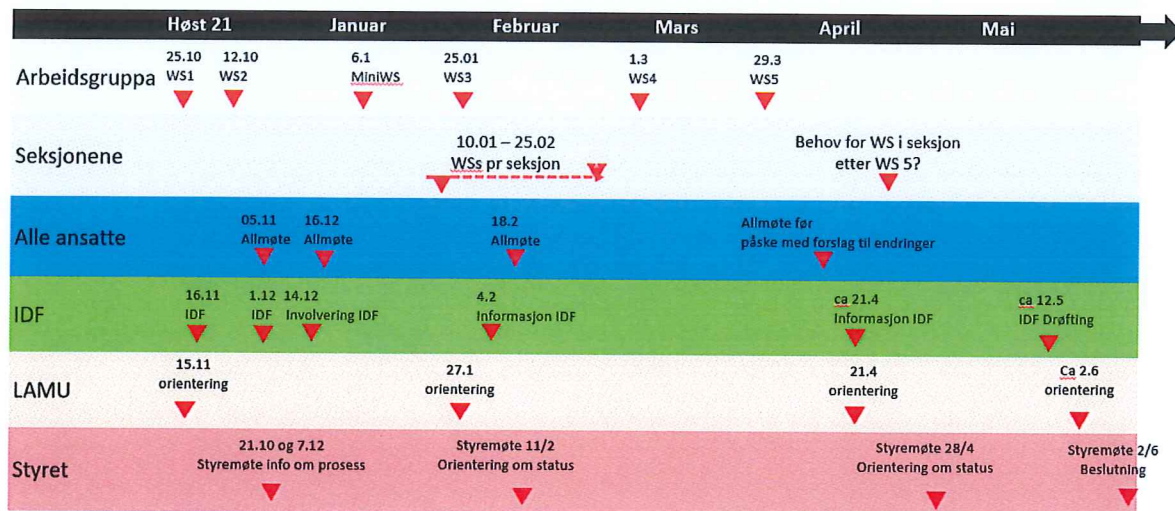 Høst 21 Januar Februar Mars April Mai
Arbeidsgruppa
25.10 12.10 6.1 25.01 1.3 29.3
WS1 WS2 MiniWS WS3 WS4 WS5
Seksjonene
10.01 – 25.02
WSs pr seksjon
Behov for WS i seksjon
etter WS 5?
Alle ansatte
05.11 16.12 18.2
Allmøte Allmøte Allmøte
Allmøte før
påske med forslag til endringer
IDF
16.11 1.12 14.12 4.2 ca 21.4 ca 12.5
IDF IDF Involvering IDF Informasjon IDF Informasjon IDF IDF Drøfting
LAMU
15.11 27.1 21.4 Ca 2.6
orientering orientering orientering orientering
Styret
21.10 og 7.12
Styremøte info om prosess
Styremøte 11/2
Orientering om status
Styremøte 28/4
Orientering om status
Styremøte 2/6
Beslutning